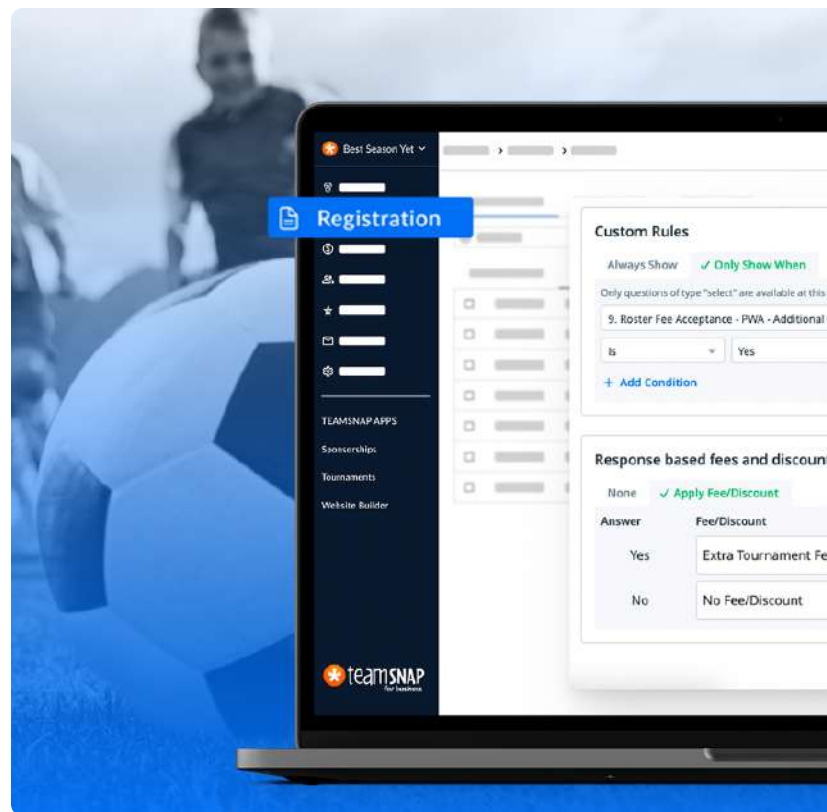 Best Season Yet
Registration
TEAMSNAP APPS
Sponsorships
Tournaments
Website Builder
teamSNAP
for business
Custom Rules
Always Show ✓ Only Show When
Only questions of type "select" are available at this
9. Roster Fee Acceptance - PWA - Additional
Is Yes
+ Add Condition
Response based fees and discount
None ✓ Apply Fee/Discount
Answer Fee/Discount
Yes Extra Tournament Fe
No No Fee/Discount